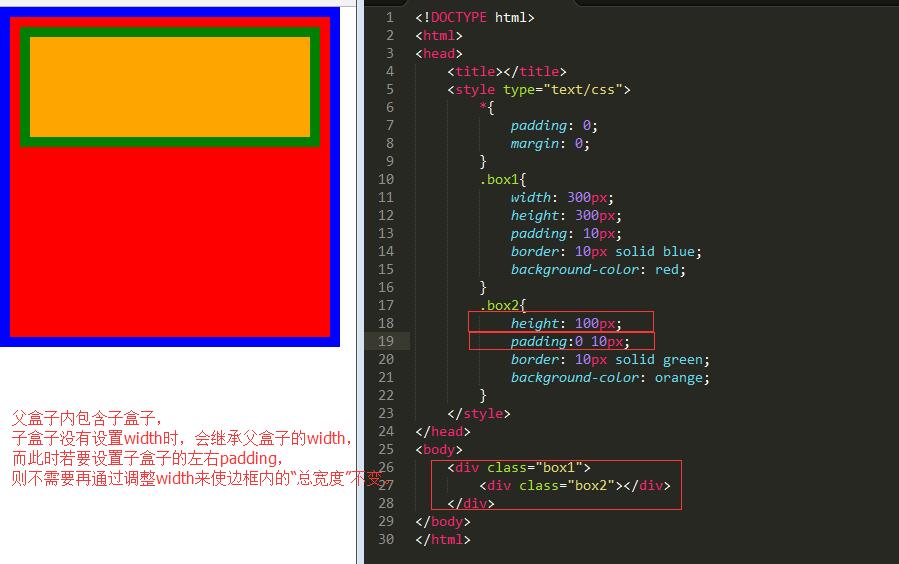 1 <!DOCTYPE html>
2 <html>
3 <head>
4 <title></title>
5 <style type="text/css">
6 *{
7 padding: 0;
8 margin: 0;
9 }
10 .box1{
11 width: 300px;
12 height: 300px;
13 padding: 10px;
14 border: 10px solid blue;
15 background-color: red;
16 }
17 .box2{
18 height: 100px;
19 padding:0 10px;
20 border: 10px solid green;
21 background-color: orange;
22 }
23 </style>
24 </head>
25 <body>
26 <div class="box1">
27 <div class="box2"></div>
28 </div>
29 </body>
30 </html>
父盒子内包含子盒子，
子盒子没有设置width时，会继承父盒子的width，
而此时若要设置子盒子的左右padding，
则不需要再通过调整width来使边框内的“总宽度”不变。